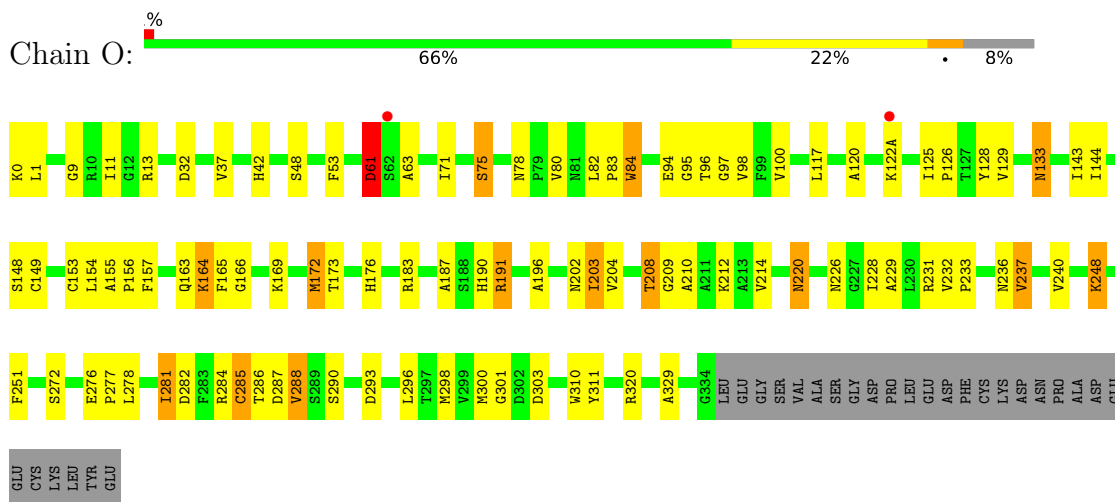 .%
Chain O:
66% 22% • 8%
K0 L1 G9 R10 I11 G12 R13 D32 V37 H42 S48 F53 D61 S62 A63 I71 S75 N78 P79 V80 N81 L82 P83 W84 E94 G95 T96 G97 V98 F99 V100 L117 A120 K122A I125 P126 T127 Y128 V129 N133 I143 I144
S148 C149 C153 L154 A155 P156 F157 Q163 K164 F165 G166 K169 M172 T173 H176 R183 A187 S188 H190 R191 A196 N202 I203 V204 T208 G209 A210 A211 K212 A213 V214 N220 N226 G227 I228 A229 L230 R231 V232 P233 N236 V237 V240 K248
F251 S272 E276 P277 L278 I281 D282 F283 R284 C285 T286 D287 V288 S289 S290 D293 L296 T297 M298 V299 M300 G301 D302 D303 W310 Y311 R320 A329 G334 LEU GLU GLY SER VAL ALA SER GLY ASP PRO LEU GLU ASP PHE CYS LYS ASP ASN PRO ALA ASP GLU
GLU CYS LYS LEU TYR GLU